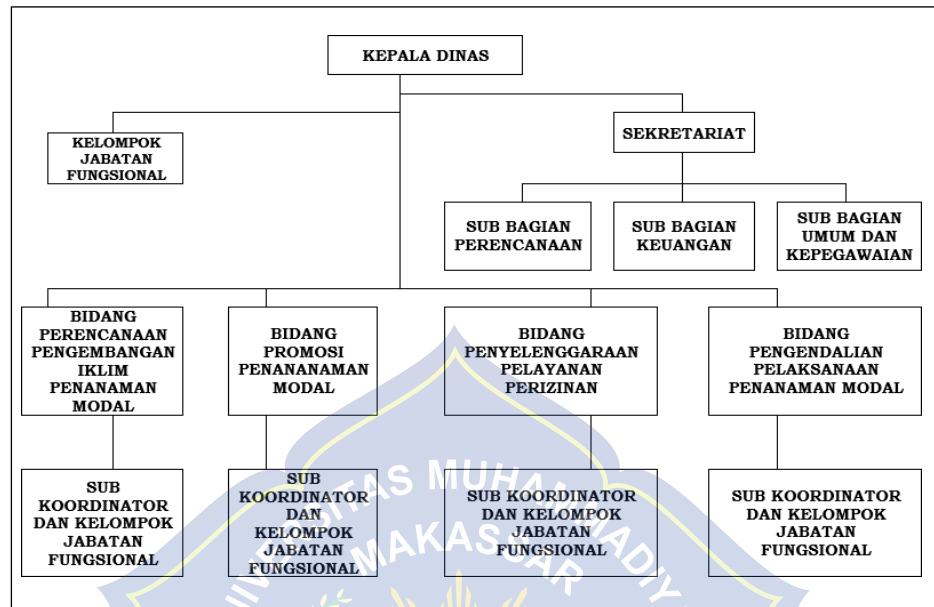 KEPALA DINAS
KELOMPOK
JABATAN
FUNGSIONAL
SEKRETARIAT
SUB BAGIAN
PERENCANAAN
SUB BAGIAN
KEUANGAN
SUB BAGIAN
UMUM DAN
KEPEGAWAIAN
BIDANG
PERENCANAAN
PENGEMBANGAN
IKLIM
PENANAMAN
MODAL
BIDANG
PROMOSI
PENANANAMAN
MODAL
BIDANG
PENYELENGGARAAN
PELAYANAN
PERIZINAN
BIDANG
PENGENDALIAN
PELAKSANAAN
PENANAMAN MODAL
SUB
KOORDINATOR
DAN KELOMPOK
JABATAN
FUNGSIONAL
SUB
KOORDINATOR
DAN
KELOMPOK
JABATAN
FUNGSIONAL
SUB KOORDINATOR
DAN KELOMPOK
JABATAN
FUNGSIONAL
SUB KOORDINATOR
DAN KELOMPOK
JABATAN
FUNGSIONAL
UNIVERSITAS MUHAMMADIY
MAKASSAR